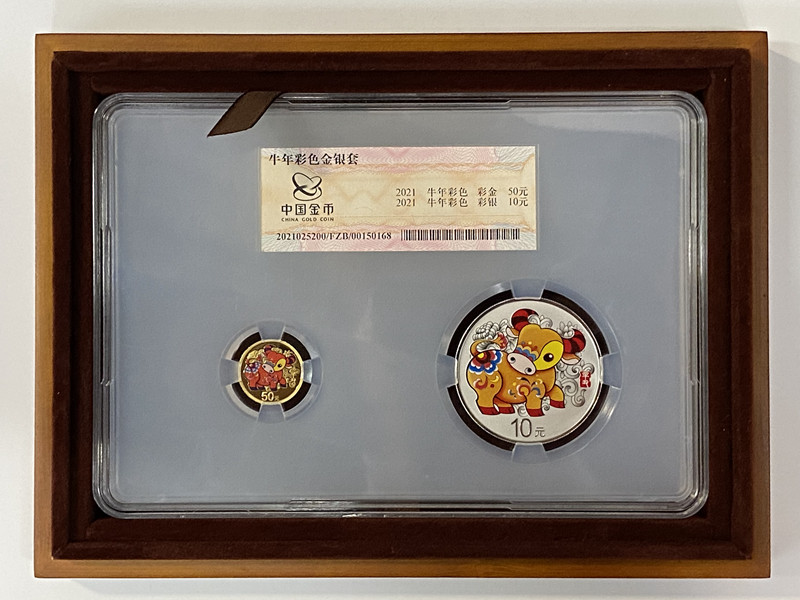 牛年彩色金银套
中国金币
CHINA GOLD COIN
2021 牛年彩色 彩金 50元
2021 牛年彩色 彩银 10元
2021025200/FZB/00150168
50元
10元